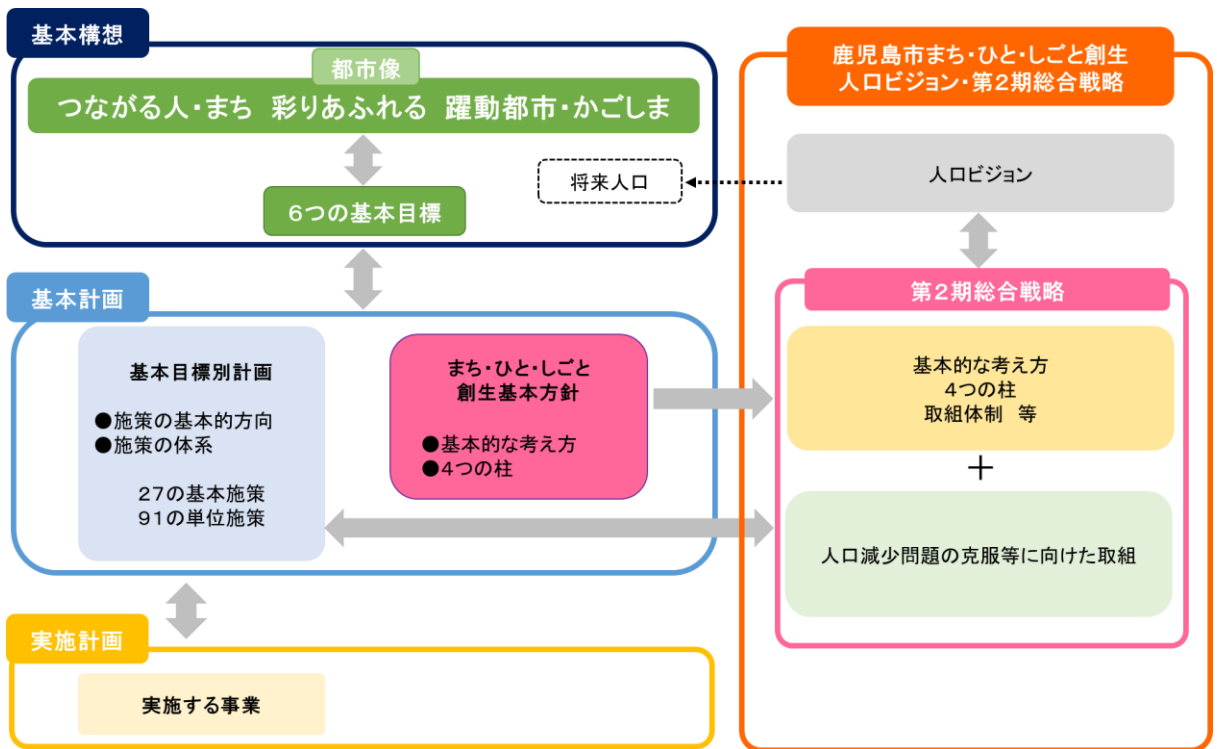 基本構想
都市像
つながる人・まち 彩りあふれる 躍動都市・かごしま
6つの基本目標
将来人口
基本計画
基本目標別計画
●施策の基本的方向
●施策の体系
27の基本施策
91の単位施策
まち・ひと・しごと
創生基本方針
●基本的な考え方
●4つの柱
実施計画
実施する事業
鹿児島市まち・ひと・しごと創生
人口ビジョン・第2期総合戦略
人口ビジョン
第2期総合戦略
基本的な考え方
4つの柱
取組体制 等
＋
人口減少問題の克服等に向けた取組